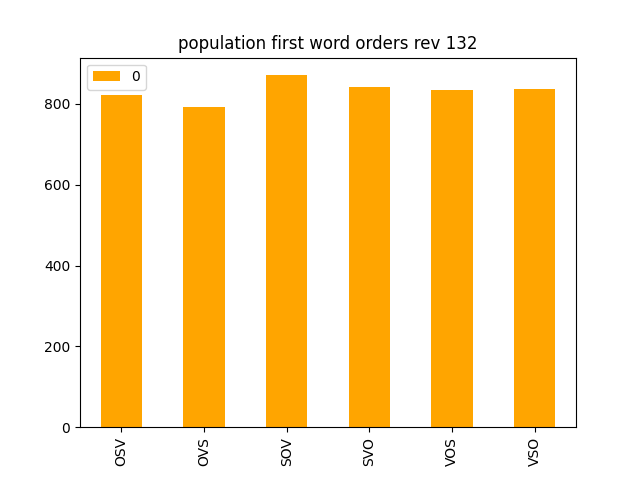 population first word orders rev 132
0
800
600
400
200
0
OSV
OVS
SOV
SVO
VOS
VSO